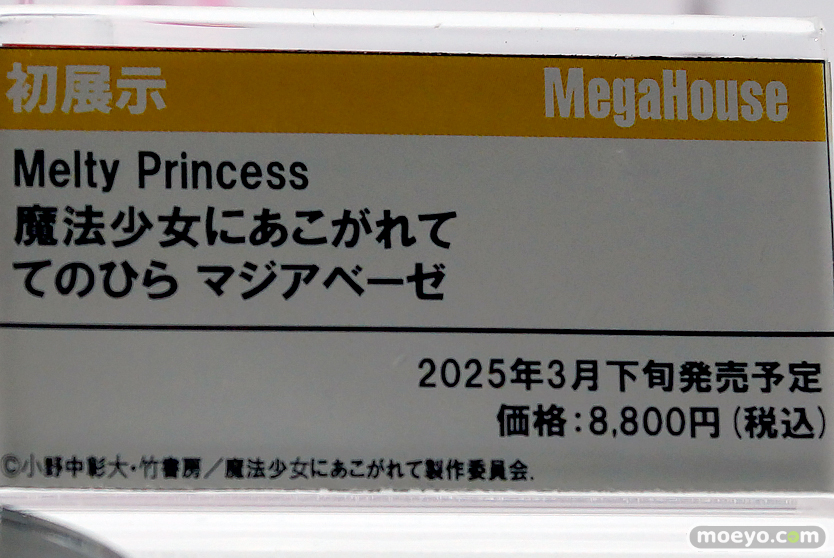 初展示 MegaHouse
Melty Princess
魔法少女にあこがれて
てのひら マジアベーゼ
2025年3月下旬発売予定
価格:8,800円(税込)
©小野中彰大・竹書房／魔法少女にあこがれて製作委員会.
moeyo.com